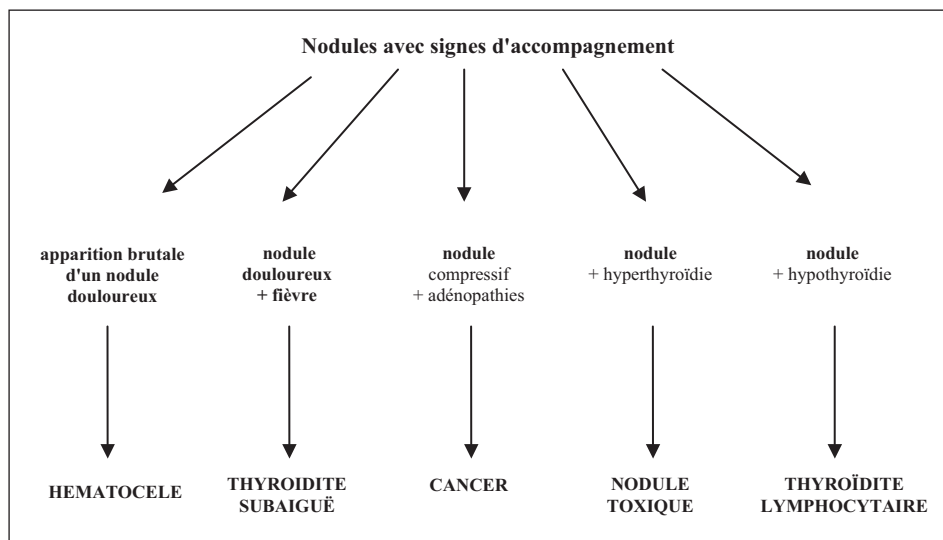 Nodules avec signes d'accompagnement
apparition brutale
d'un nodule
douloureux
nodule
douloureux
+ fièvre
nodule
compressif
+ adénopathies
nodule
+ hyperthyroïdie
nodule
+ hypothyroïdie
HEMATOCELE
THYROIDITE
SUBAIGUË
CANCER
NODULE
TOXIQUE
THYROÏDITE
LYMPHOCYTAIRE